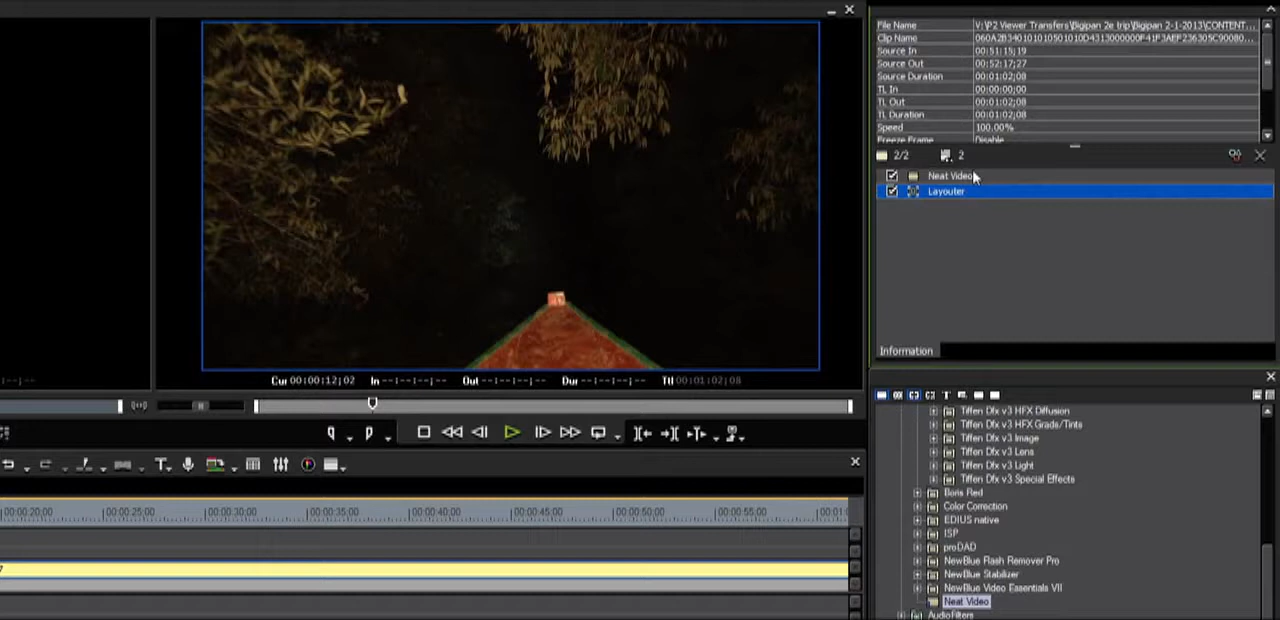 File Name V:\P2 Viewer Transfers\Bigipan 2e trip\Bigipan 2-1-2013\CONTENT...
Clip Name
Source In 00:51:15;19
Source Out 00:52:17;27
Source Duration 00:01:02;08
TL In 00:00:00;00
TL Out 00:01:02;08
TL Duration 00:01:02;08
Speed 100.00%
Freeze Frame Disable
2/2 2
Neat Video
Layouter
Information
Cur 00:00:12;02 In --:--:--;-- Out --:--:--;-- Dur --:--:--;-- Ttl 00:01:02;08
Tiffen Dfx v3 HFX Diffusion
Tiffen Dfx v3 HFX Grade/Tints
Tiffen Dfx v3 Image
Tiffen Dfx v3 Lens
Tiffen Dfx v3 Light
Tiffen Dfx v3 Special Effects
Boris Red
Color Correction
EDIUS native
ISP
proDAD
NewBlue Flash Remover Pro
NewBlue Stabilizer
NewBlue Video Essentials VII
Neat Video
AudioFilters
00:00:20;00 00:00:25;00 00:00:30;00 00:00:35;00 00:00:40;00 00:00:45;00 00:00:50;00 00:00:55;00 00:01:0